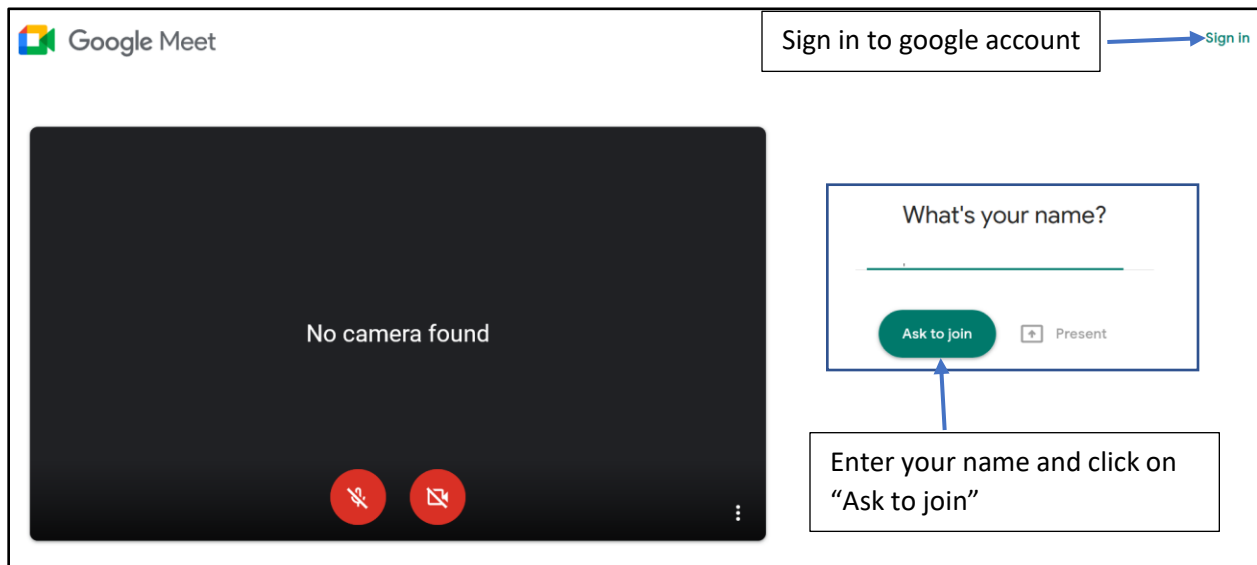 Google Meet
Sign in to google account
Sign in
What's your name?
No camera found
Ask to join
Present
Enter your name and click on
“Ask to join”